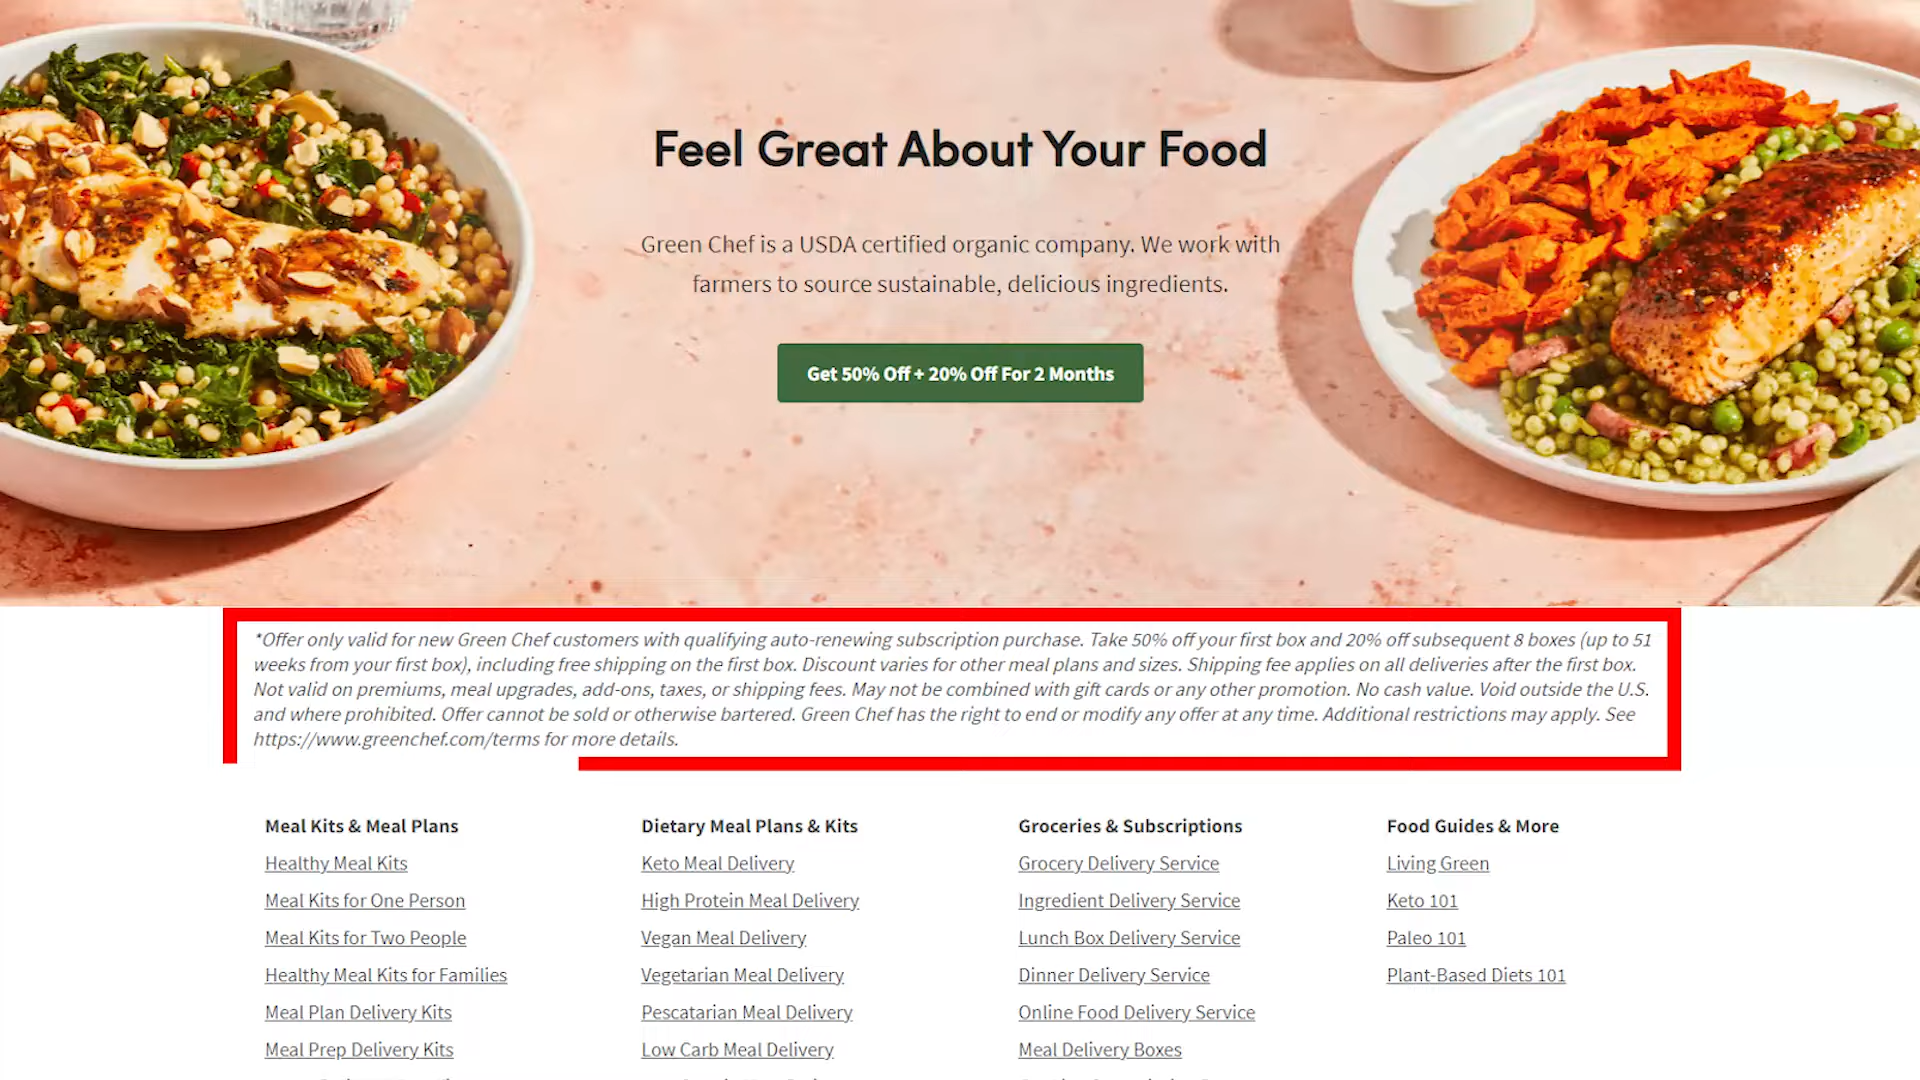 Feel Great About Your Food
Green Chef is a USDA certified organic company. We work with
farmers to source sustainable, delicious ingredients.
Get 50% Off + 20% Off For 2 Months
*Offer only valid for new Green Chef customers with qualifying auto-renewing subscription purchase. Take 50% off your first box and 20% off subsequent 8 boxes (up to 51
weeks from your first box), including free shipping on the first box. Discount varies for other meal plans and sizes. Shipping fee applies on all deliveries after the first box.
Not valid on premiums, meal upgrades, add-ons, taxes, or shipping fees. May not be combined with gift cards or any other promotion. No cash value. Void outside the U.S.
and where prohibited. Offer cannot be sold or otherwise bartered. Green Chef has the right to end or modify any offer at any time. Additional restrictions may apply. See
https://www.greenchef.com/terms for more details.
Meal Kits & Meal Plans
Healthy Meal Kits
Meal Kits for One Person
Meal Kits for Two People
Healthy Meal Kits for Families
Meal Plan Delivery Kits
Meal Prep Delivery Kits
Dietary Meal Plans & Kits
Keto Meal Delivery
High Protein Meal Delivery
Vegan Meal Delivery
Vegetarian Meal Delivery
Pescatarian Meal Delivery
Low Carb Meal Delivery
Groceries & Subscriptions
Grocery Delivery Service
Ingredient Delivery Service
Lunch Box Delivery Service
Dinner Delivery Service
Online Food Delivery Service
Meal Delivery Boxes
Food Guides & More
Living Green
Keto 101
Paleo 101
Plant-Based Diets 101